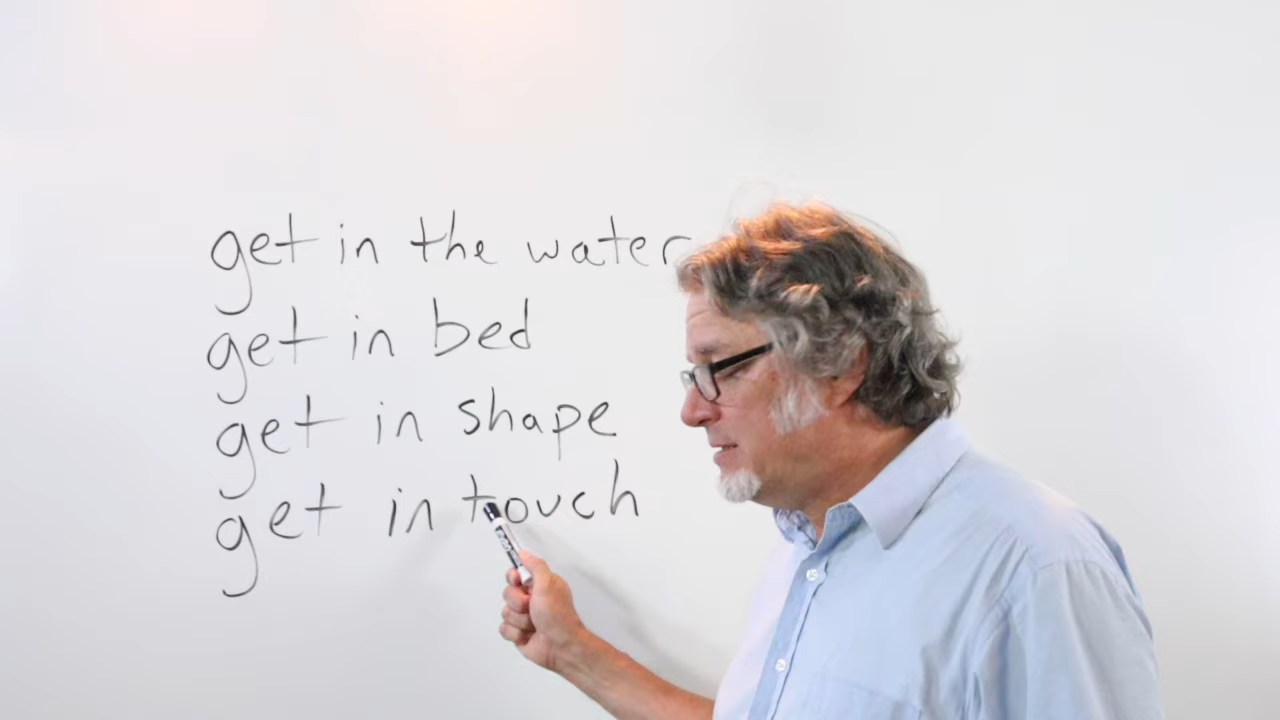 get in the water
get in bed
get in shape
get in touch